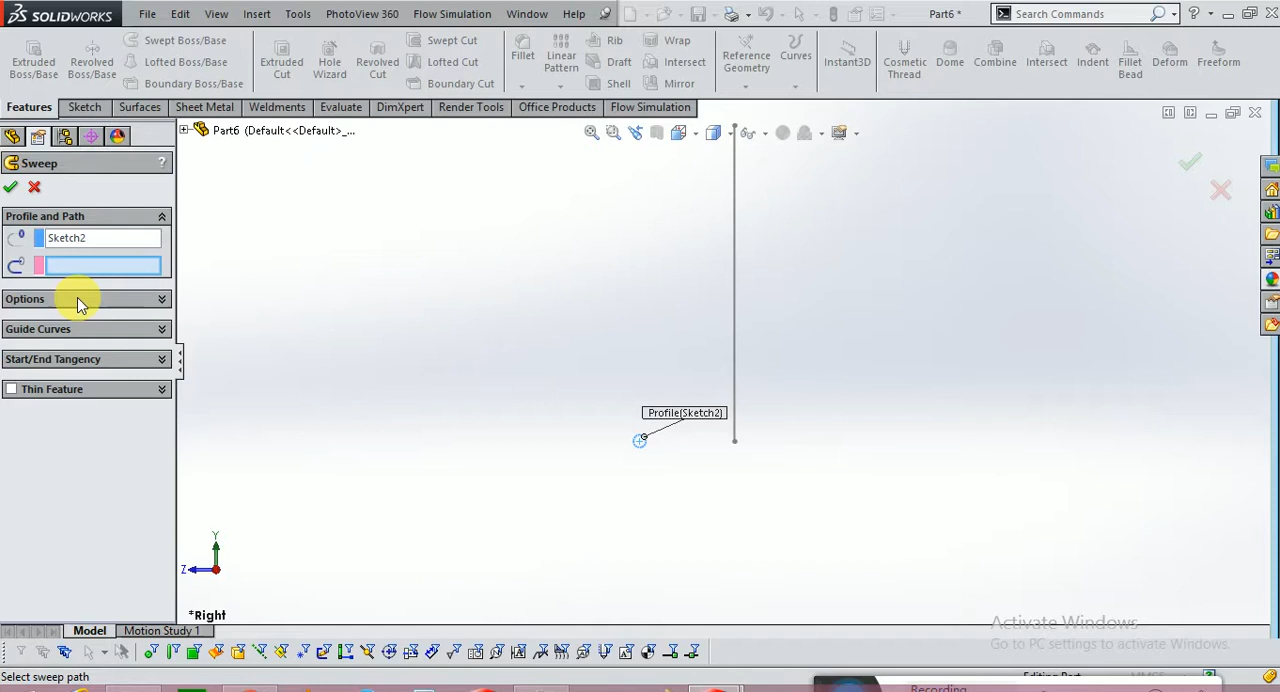 SOLIDWORKS
File Edit View Insert Tools PhotoView 360 Flow Simulation Window Help
Part6 *
Search Commands
Extruded Boss/Base
Revolved Boss/Base
Swept Boss/Base
Lofted Boss/Base
Boundary Boss/Base
Extruded Cut
Hole Wizard
Revolved Cut
Swept Cut
Lofted Cut
Boundary Cut
Fillet
Linear Pattern
Rib
Draft
Shell
Wrap
Intersect
Mirror
Reference Geometry
Curves
Instant3D
Cosmetic Thread
Dome
Combine
Intersect
Indent
Fillet Bead
Deform
Freeform
Features Sketch Surfaces Sheet Metal Weldments Evaluate DimXpert Render Tools Office Products Flow Simulation
Part6 (Default<<Default>_...
Sweep ?
Profile and Path
Sketch2
Options
Guide Curves
Start/End Tangency
Thin Feature
Profile(Sketch2)
Y
Z
*Right
Activate Windows
Go to PC settings to activate Windows.
Model Motion Study 1
Select sweep path
Editing Part
Recording